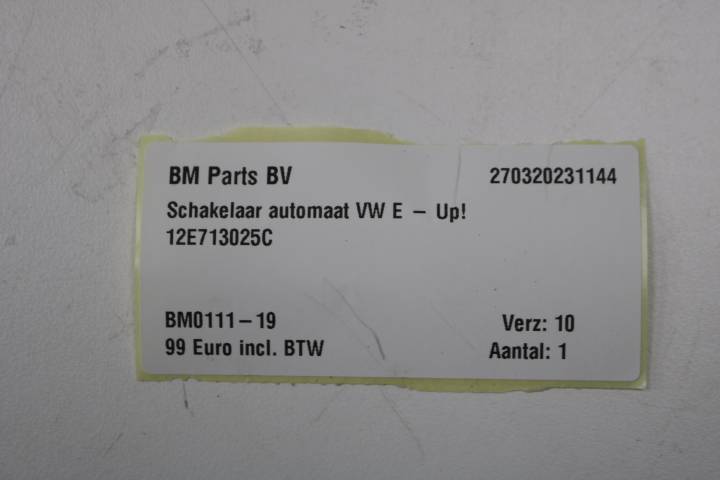 BM Parts BV 270320231144
Schakelaar automaat VW E – Up!
12E713025C
BM0111–19 Verz: 10
99 Euro incl. BTW Aantal: 1